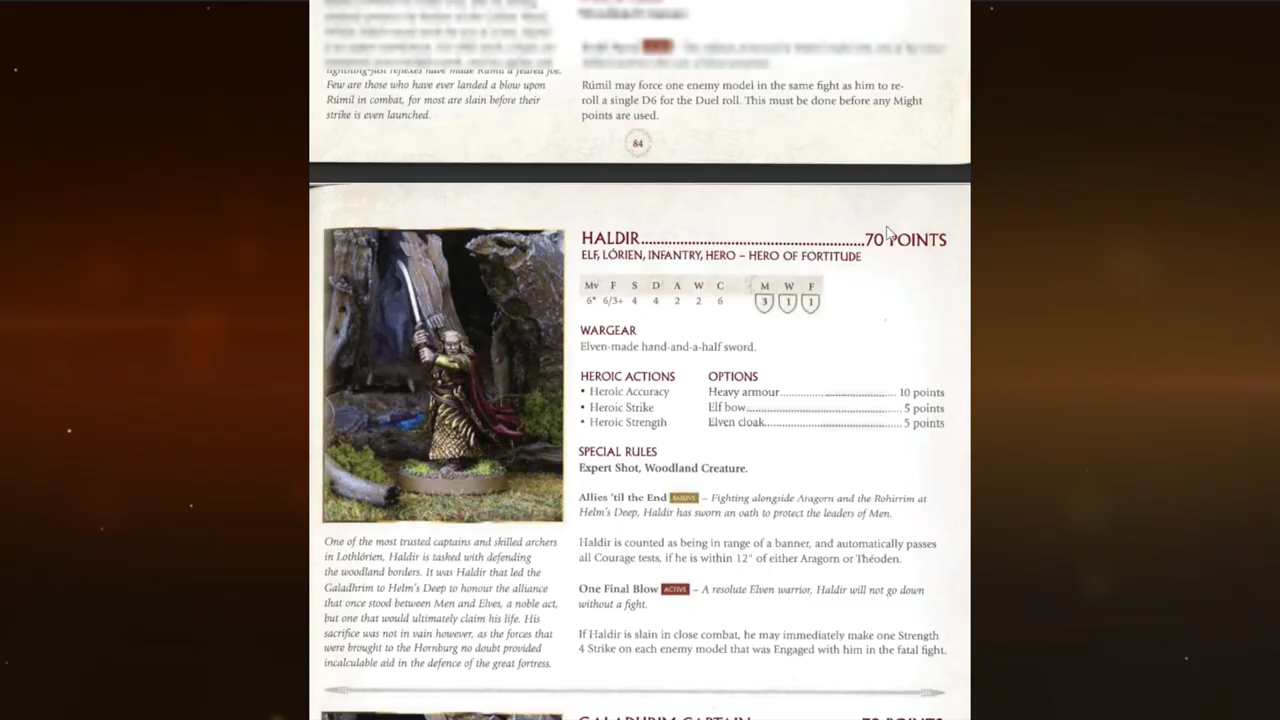 lightning-fast reflexes have made Rúmil a feared foe.
Few are those who have ever landed a blow upon
Rúmil in combat, for most are slain before their
strike is even launched.
Rúmil may force one enemy model in the same fight as him to re-
roll a single D6 for the Duel roll. This must be done before any Might
points are used.
84
HALDIR...70 POINTS
ELF, LÓRIEN, INFANTRY, HERO – HERO OF FORTITUDE
Mv F S D A W C M W F
6" 6/3+ 4 4 2 2 6 3 1 1
WARGEAR
Elven-made hand-and-a-half sword.
HEROIC ACTIONS
• Heroic Accuracy
• Heroic Strike
• Heroic Strength
OPTIONS
Heavy armour...10 points
Elf bow...5 points
Elven cloak...5 points
SPECIAL RULES
Expert Shot, Woodland Creature.
Allies 'til the End PASSIVE – Fighting alongside Aragorn and the Rohirrim at
Helm's Deep, Haldir has sworn an oath to protect the leaders of Men.
Haldir is counted as being in range of a banner, and automatically passes
all Courage tests, if he is within 12" of either Aragorn or Théoden.
One Final Blow ACTIVE – A resolute Elven warrior, Haldir will not go down
without a fight.
If Haldir is slain in close combat, he may immediately make one Strength
4 Strike on each enemy model that was Engaged with him in the fatal fight.
One of the most trusted captains and skilled archers
in Lothlórien, Haldir is tasked with defending
the woodland borders. It was Haldir that led the
Galadhrim to Helm's Deep to honour the alliance
that once stood between Men and Elves, a noble act,
but one that would ultimately claim his life. His
sacrifice was not in vain however, as the forces that
were brought to the Hornburg no doubt provided
incalculable aid in the defence of the great fortress.
GALADHRIM CAPTAIN...70 POINTS